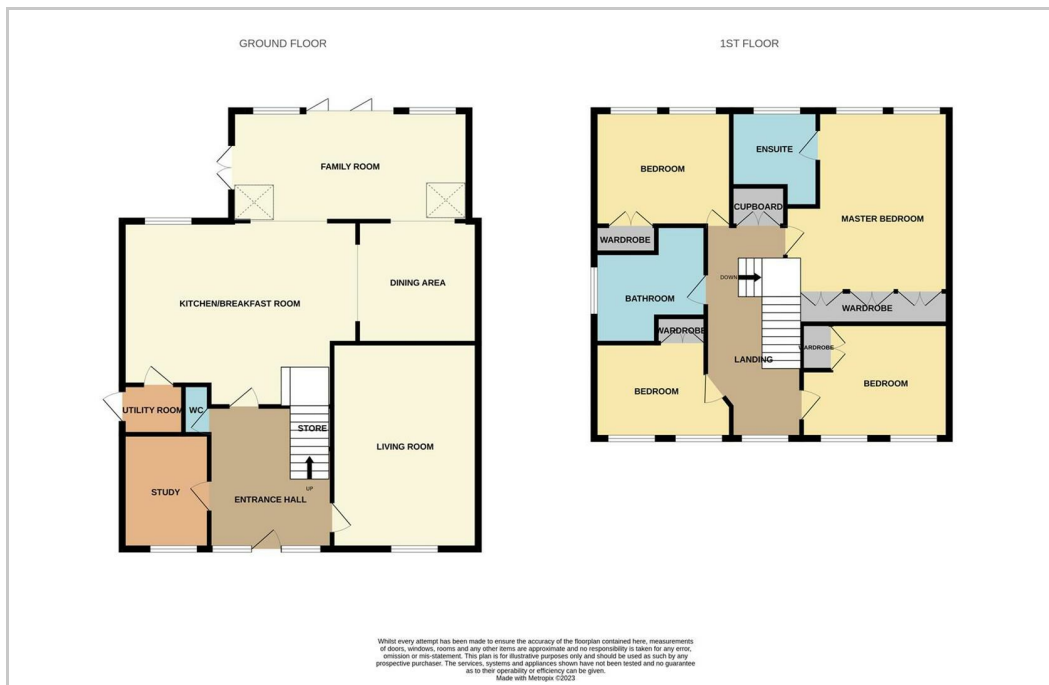 GROUND FLOOR
FAMILY ROOM
KITCHEN/BREAKFAST ROOM
DINING AREA
UTILITY ROOM
WC
STORE
LIVING ROOM
STUDY
UP
ENTRANCE HALL
1ST FLOOR
ENSUITE
BEDROOM
CUPBOARD
MASTER BEDROOM
WARDROBE
DOWN
BATHROOM
WARDROBE
WARDROBE
WARDROBE
LANDING
BEDROOM
BEDROOM
Whilst every attempt has been made to ensure the accuracy of the floorplan contained here, measurements
of doors, windows, rooms and any other items are approximate and no responsibility is taken for any error,
omission or mis-statement. This plan is for illustrative purposes only and should be used as such by any
prospective purchaser. The services, systems and appliances shown have not been tested and no guarantee
as to their operability or efficiency can be given.
Made with Metropix ©2023